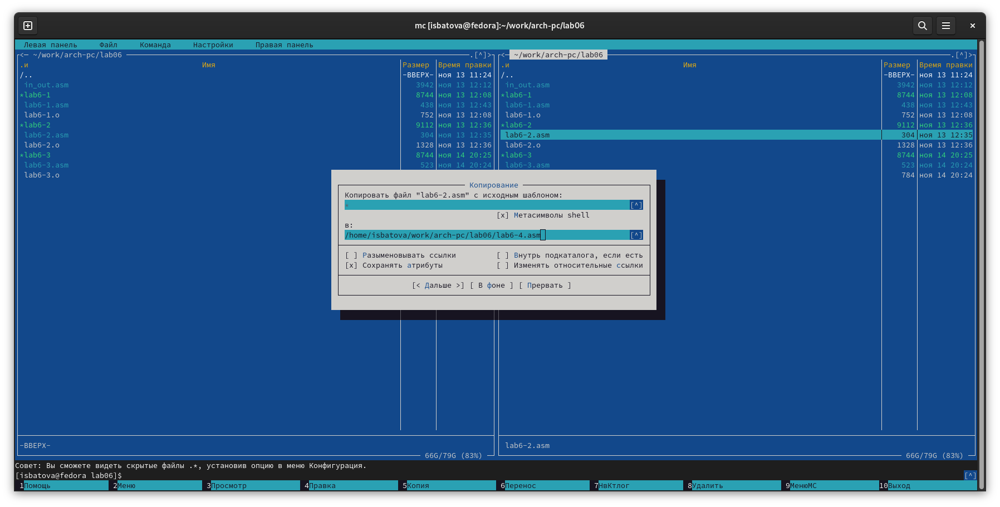 mc [isbatova@fedora]:~/work/arch-pc/lab06
Левая панель Файл Команда Настройки Правая панель
<— ~/work/arch-pc/lab06 .[^]> <— ~/work/arch-pc/lab06 .[^]>
.и Имя Размер Время правки .и Имя Размер Время правки
/.. -ВВЕРХ- ноя 13 11:24 /.. -ВВЕРХ- ноя 13 11:24
in_out.asm 3942 ноя 13 12:12 in_out.asm 3942 ноя 13 12:12
*lab6-1 8744 ноя 13 12:08 *lab6-1 8744 ноя 13 12:08
lab6-1.asm 438 ноя 13 12:43 lab6-1.asm 438 ноя 13 12:43
lab6-1.o 752 ноя 13 12:08 lab6-1.o 752 ноя 13 12:08
*lab6-2 9112 ноя 13 12:36 *lab6-2 9112 ноя 13 12:36
lab6-2.asm 304 ноя 13 12:35 lab6-2.asm 304 ноя 13 12:35
lab6-2.o 1328 ноя 13 12:36 lab6-2.o 1328 ноя 13 12:36
*lab6-3 8744 ноя 14 20:25 *lab6-3 8744 ноя 14 20:25
lab6-3.asm 523 ноя 14 20:24 lab6-3.asm 523 ноя 14 20:24
lab6-3.o 784 ноя 14 20:24
Копирование
Копировать файл "lab6-2.asm" с исходным шаблоном:
* [^]
[x] Метасимволы shell
в:
/home/isbatova/work/arch-pc/lab06/lab6-4.asm [^]
[ ] Разыменовывать ссылки [ ] Внутрь подкаталога, если есть
[x] Сохранять атрибуты [ ] Изменять относительные ссылки
[< Дальше >] [ В фоне ] [ Прервать ]
-ВВЕРХ- lab6-2.asm
66G/79G (83%) 66G/79G (83%)
Совет: Вы сможете видеть скрытые файлы .*, установив опцию в меню Конфигурация.
[isbatova@fedora lab06]$ [^]
1Помощь 2Меню 3Просмотр 4Правка 5Копия 6Перенос 7НвКтлог 8Удалить 9МенюMC 10Выход